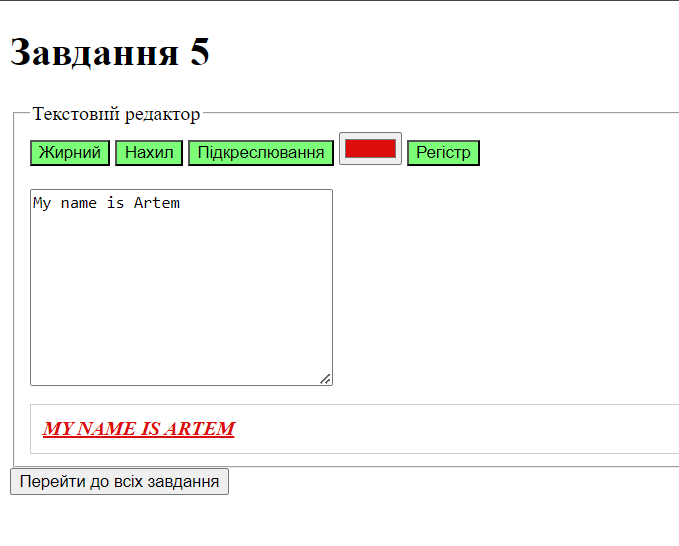 Завдання 5
Текстовий редактор
Жирний Нахил Підкреслювання Регістр
My name is Artem
MY NAME IS ARTEM
Перейти до всіх завдання